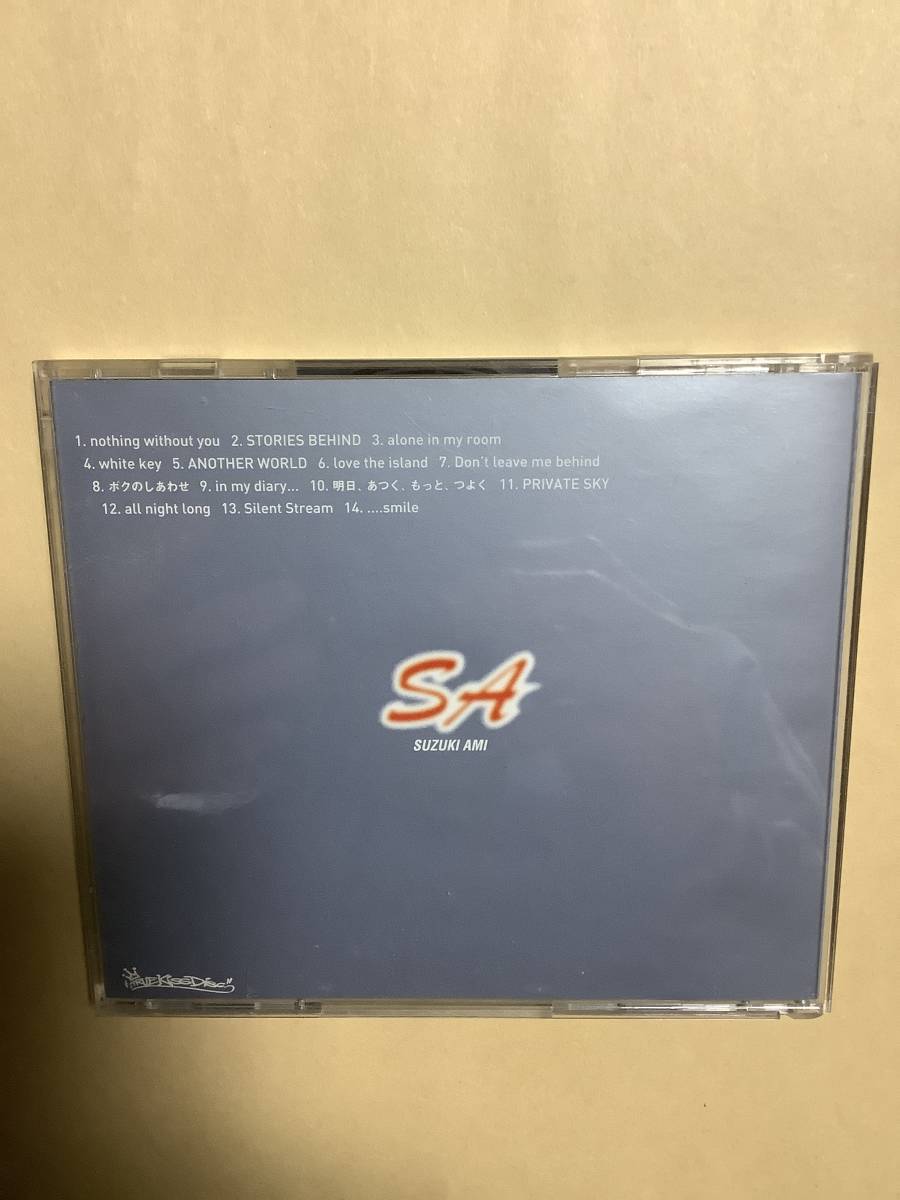 1. nothing without you 2. STORIES BEHIND 3. alone in my room
4. white key 5. ANOTHER WORLD 6. love the island 7. Don't leave me behind
8. ボクのしあわせ 9. in my diary... 10. 明日、あつく、もっと、つよく 11. PRIVATE SKY
12. all night long 13. Silent Stream 14. ....smile
SA
SUZUKI AMI
TRUE KiSS DiSC